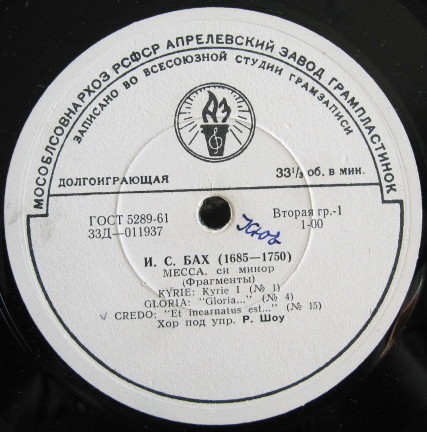 МОСОБЛСОВНАРХОЗ РСФСР АПРЕЛЕВСКИЙ ЗАВОД ГРАМПЛАСТИНОК
ЗАПИСАНО ВО ВСЕСОЮЗНОЙ СТУДИИ ГРАМЗАПИСИ
АЗ
ДОЛГОИГРАЮЩАЯ
33⅓ об. в мин.
ГОСТ 5289-61
33Д—011937
Вторая гр.-1
1-00
И. С. БАХ (1685—1750)
МЕССА, си минор
(Фрагменты)
KYRIE: Kyrie I (№ 1)
GLORIA: "Gloria..." (№ 4)
CREDO: "Et incarnatus est..." (№ 15)
Хор под упр. Р. Шоу